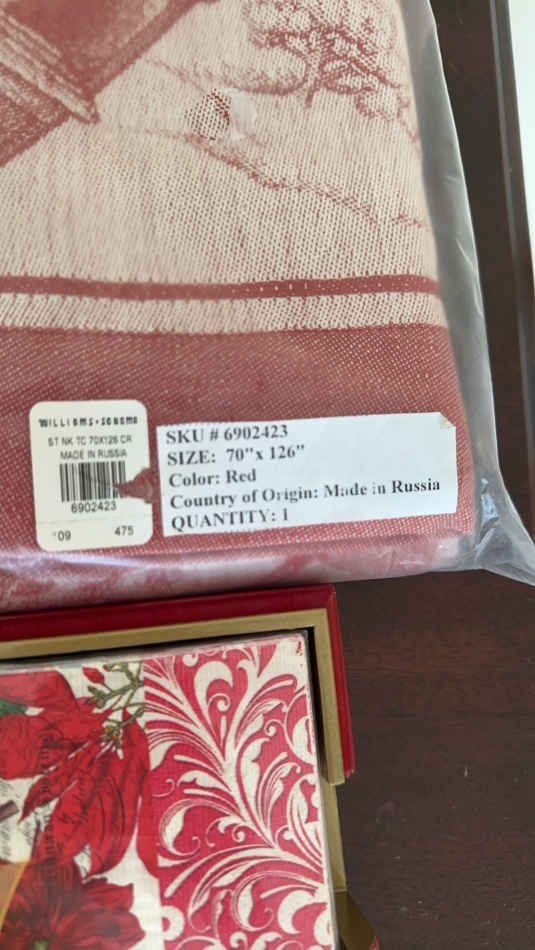 WILLIAMS-SONOMA
ST NK TC 70X126 CR
MADE IN RUSSIA
6902423
109 475
SKU # 6902423
SIZE: 70"x 126"
Color: Red
Country of Origin: Made in Russia
QUANTITY: 1